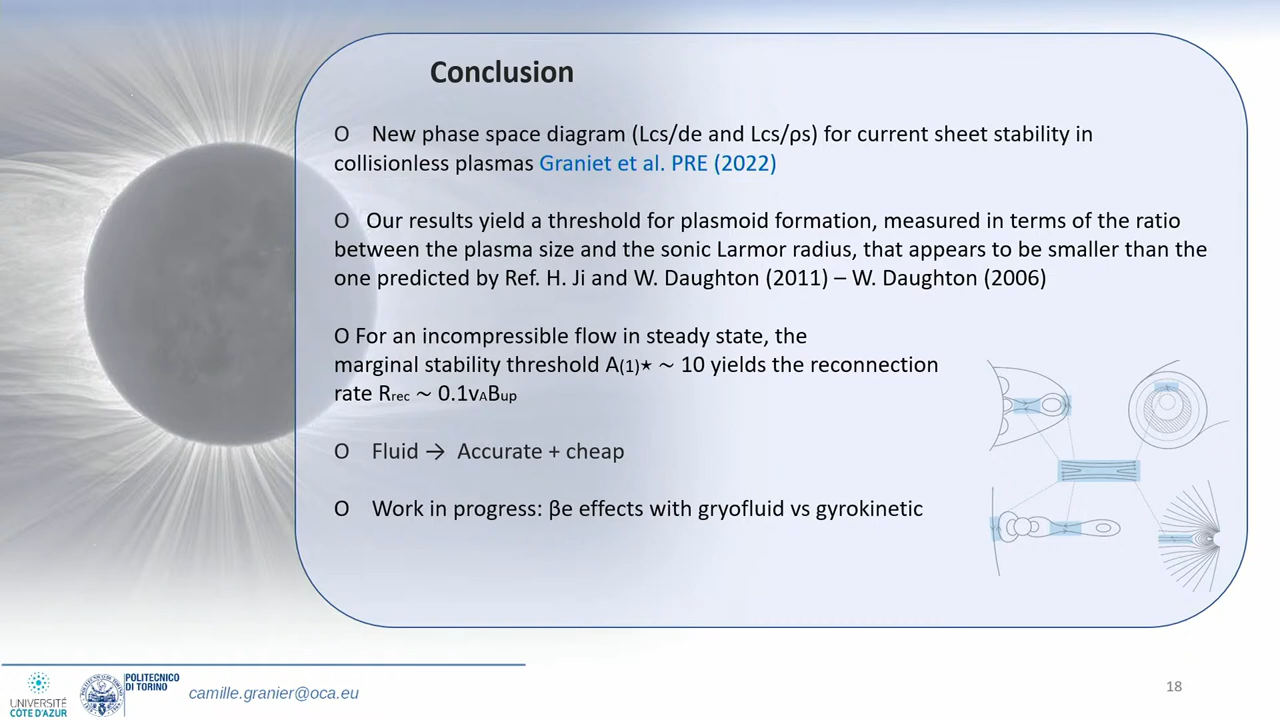 Conclusion
O New phase space diagram (Lcs/de and Lcs/ρs) for current sheet stability in
collisionless plasmas Graniet et al. PRE (2022)
O Our results yield a threshold for plasmoid formation, measured in terms of the ratio
between the plasma size and the sonic Larmor radius, that appears to be smaller than the
one predicted by Ref. H. Ji and W. Daughton (2011) – W. Daughton (2006)
O For an incompressible flow in steady state, the
marginal stability threshold A(1)⋆ ∼ 10 yields the reconnection
rate Rrec ∼ 0.1vABup
O Fluid → Accurate + cheap
O Work in progress: βe effects with gryofluid vs gyrokinetic
UNIVERSITÉ
CÔTE D'AZUR
POLITECNICO
DI TORINO
camille.granier@oca.eu
18